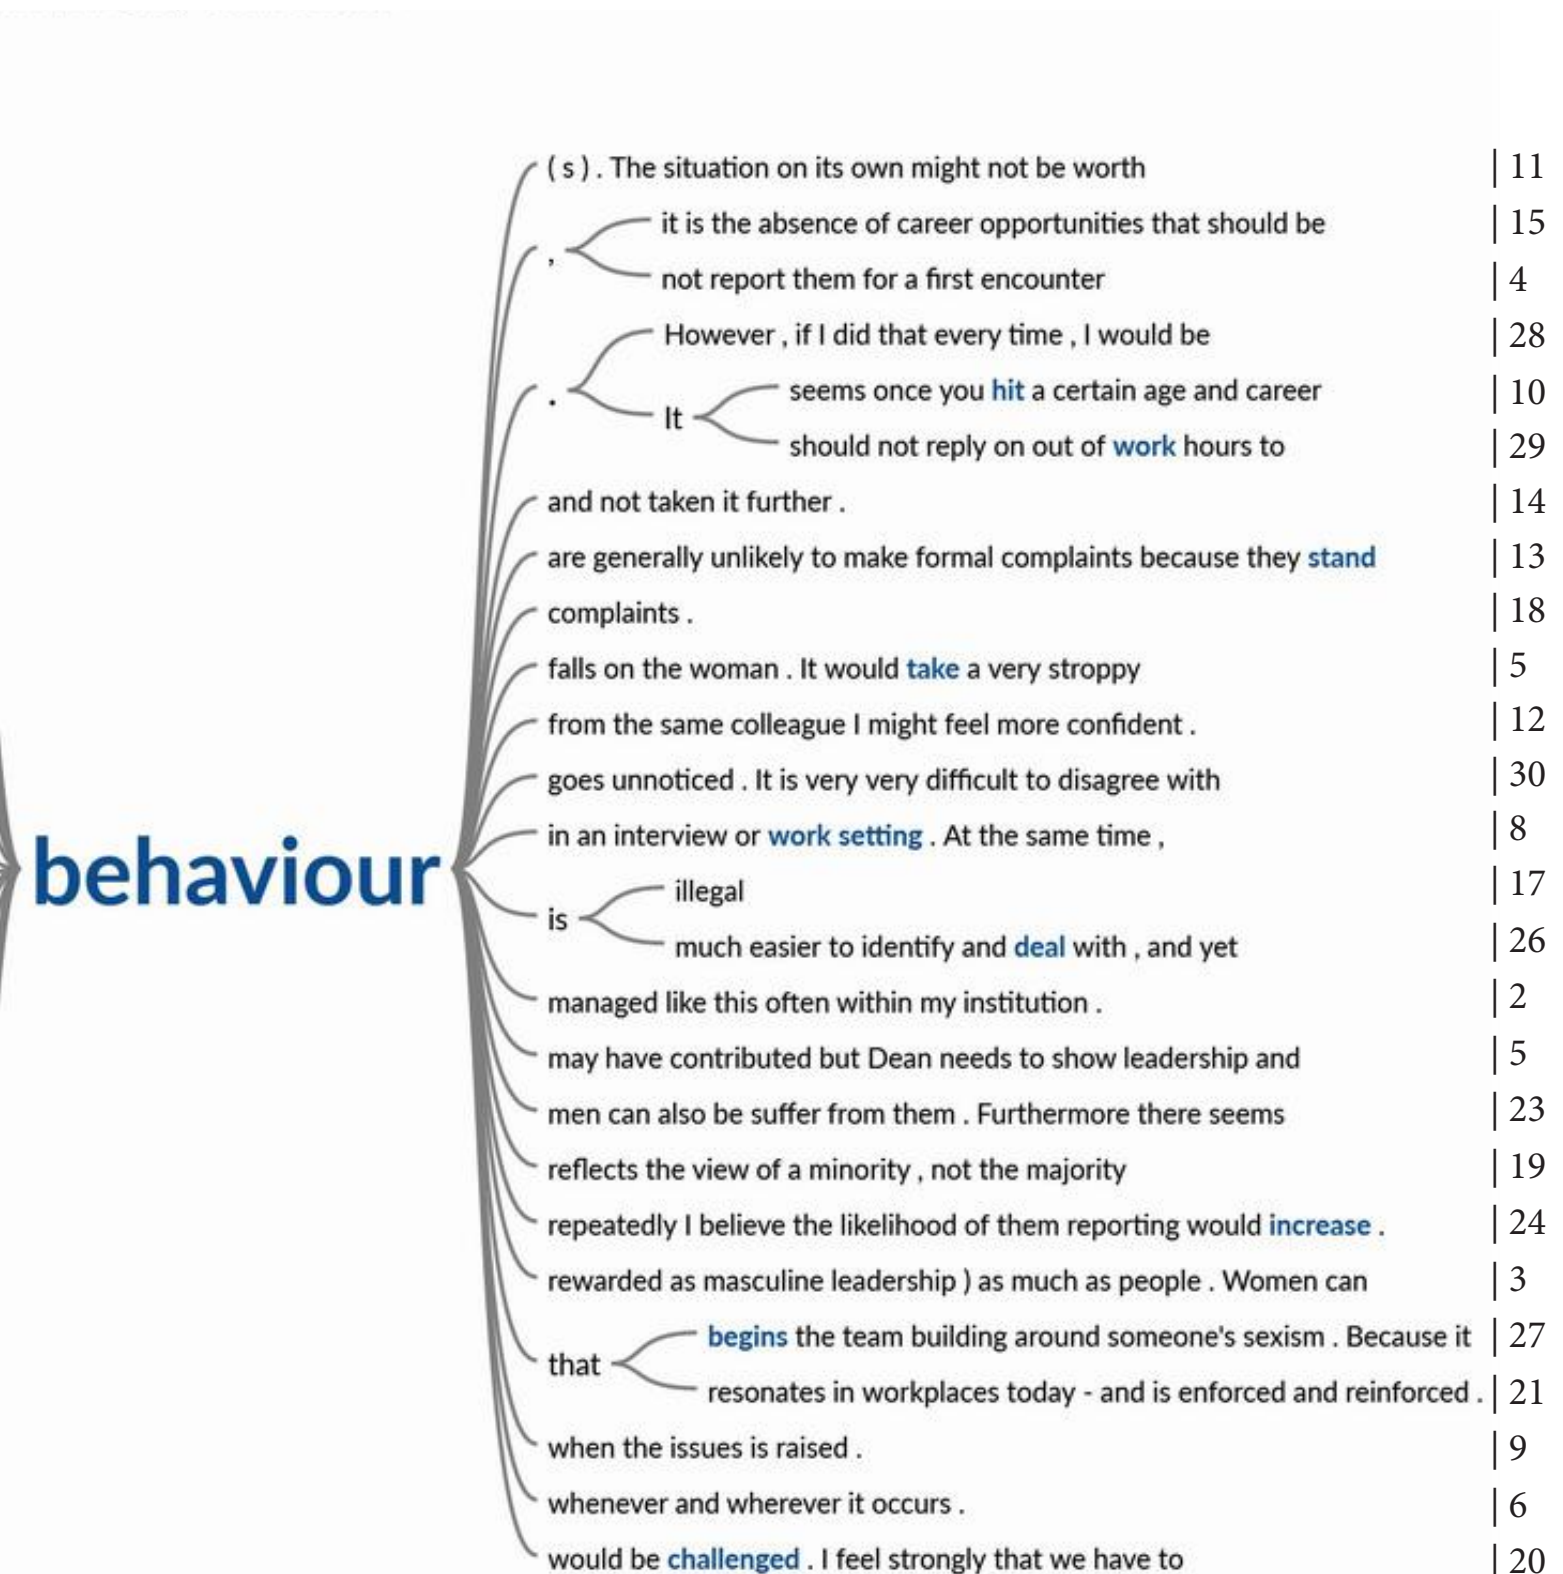 ( s ) . The situation on its own might not be worth | 11
it is the absence of career opportunities that should be | 15
,
not report them for a first encounter | 4
However , if I did that every time , I would be | 28
.
seems once you hit a certain age and career | 10
It
should not reply on out of work hours to | 29
and not taken it further . | 14
are generally unlikely to make formal complaints because they stand | 13
complaints . | 18
falls on the woman . It would take a very stroppy | 5
from the same colleague I might feel more confident . | 12
goes unnoticed . It is very very difficult to disagree with | 30
in an interview or work setting . At the same time , | 8
behaviour
illegal | 17
is
much easier to identify and deal with , and yet | 26
managed like this often within my institution . | 2
may have contributed but Dean needs to show leadership and | 5
men can also be suffer from them . Furthermore there seems | 23
reflects the view of a minority , not the majority | 19
repeatedly I believe the likelihood of them reporting would increase . | 24
rewarded as masculine leadership ) as much as people . Women can | 3
begins the team building around someone's sexism . Because it | 27
that
resonates in workplaces today - and is enforced and reinforced . | 21
when the issues is raised . | 9
whenever and wherever it occurs . | 6
would be challenged . I feel strongly that we have to | 20